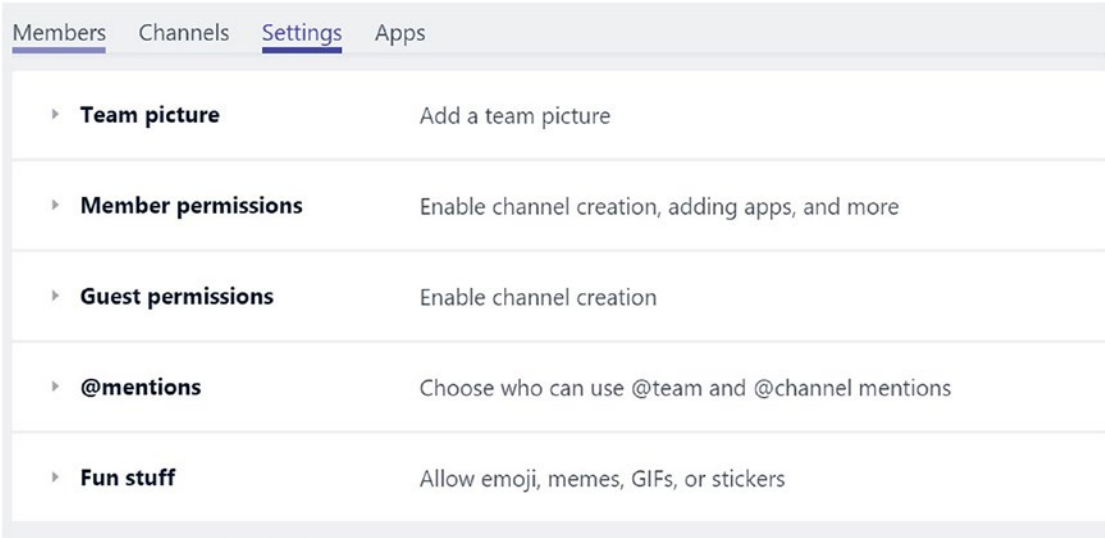 Members Channels Settings Apps
Team picture Add a team picture
Member permissions Enable channel creation, adding apps, and more
Guest permissions Enable channel creation
@mentions Choose who can use @team and @channel mentions
Fun stuff Allow emoji, memes, GIFs, or stickers